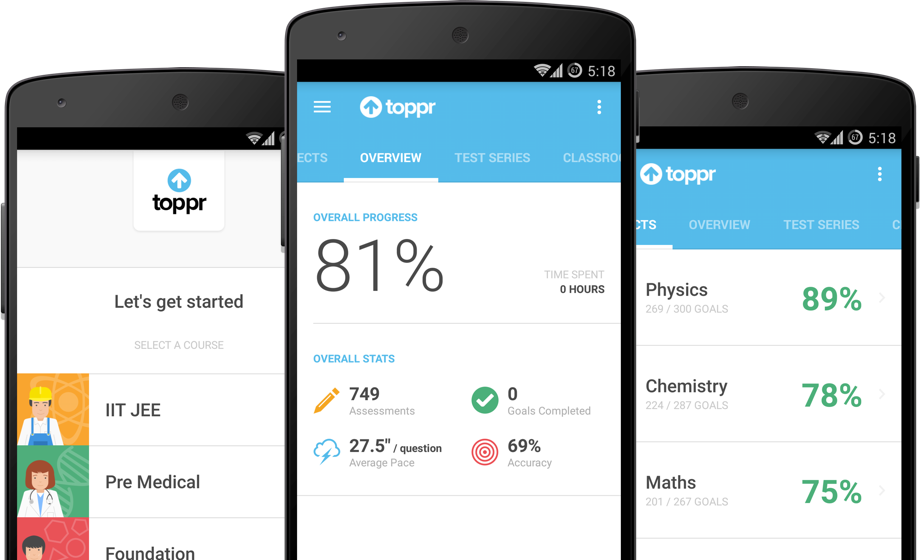 toppr
Let's get started
SELECT A COURSE
IIT JEE
Pre Medical
Foundation
67 5:18
toppr
ECTS OVERVIEW TEST SERIES CLASSRO
OVERALL PROGRESS
81%
TIME SPENT
0 HOURS
OVERALL STATS
749
Assessments
0
Goals Completed
27.5" / question
Average Pace
69%
Accuracy
67 5:18
toppr
CTS OVERVIEW TEST SERIES C
Physics
269 / 300 GOALS
89%
Chemistry
224 / 287 GOALS
78%
Maths
201 / 267 GOALS
75%